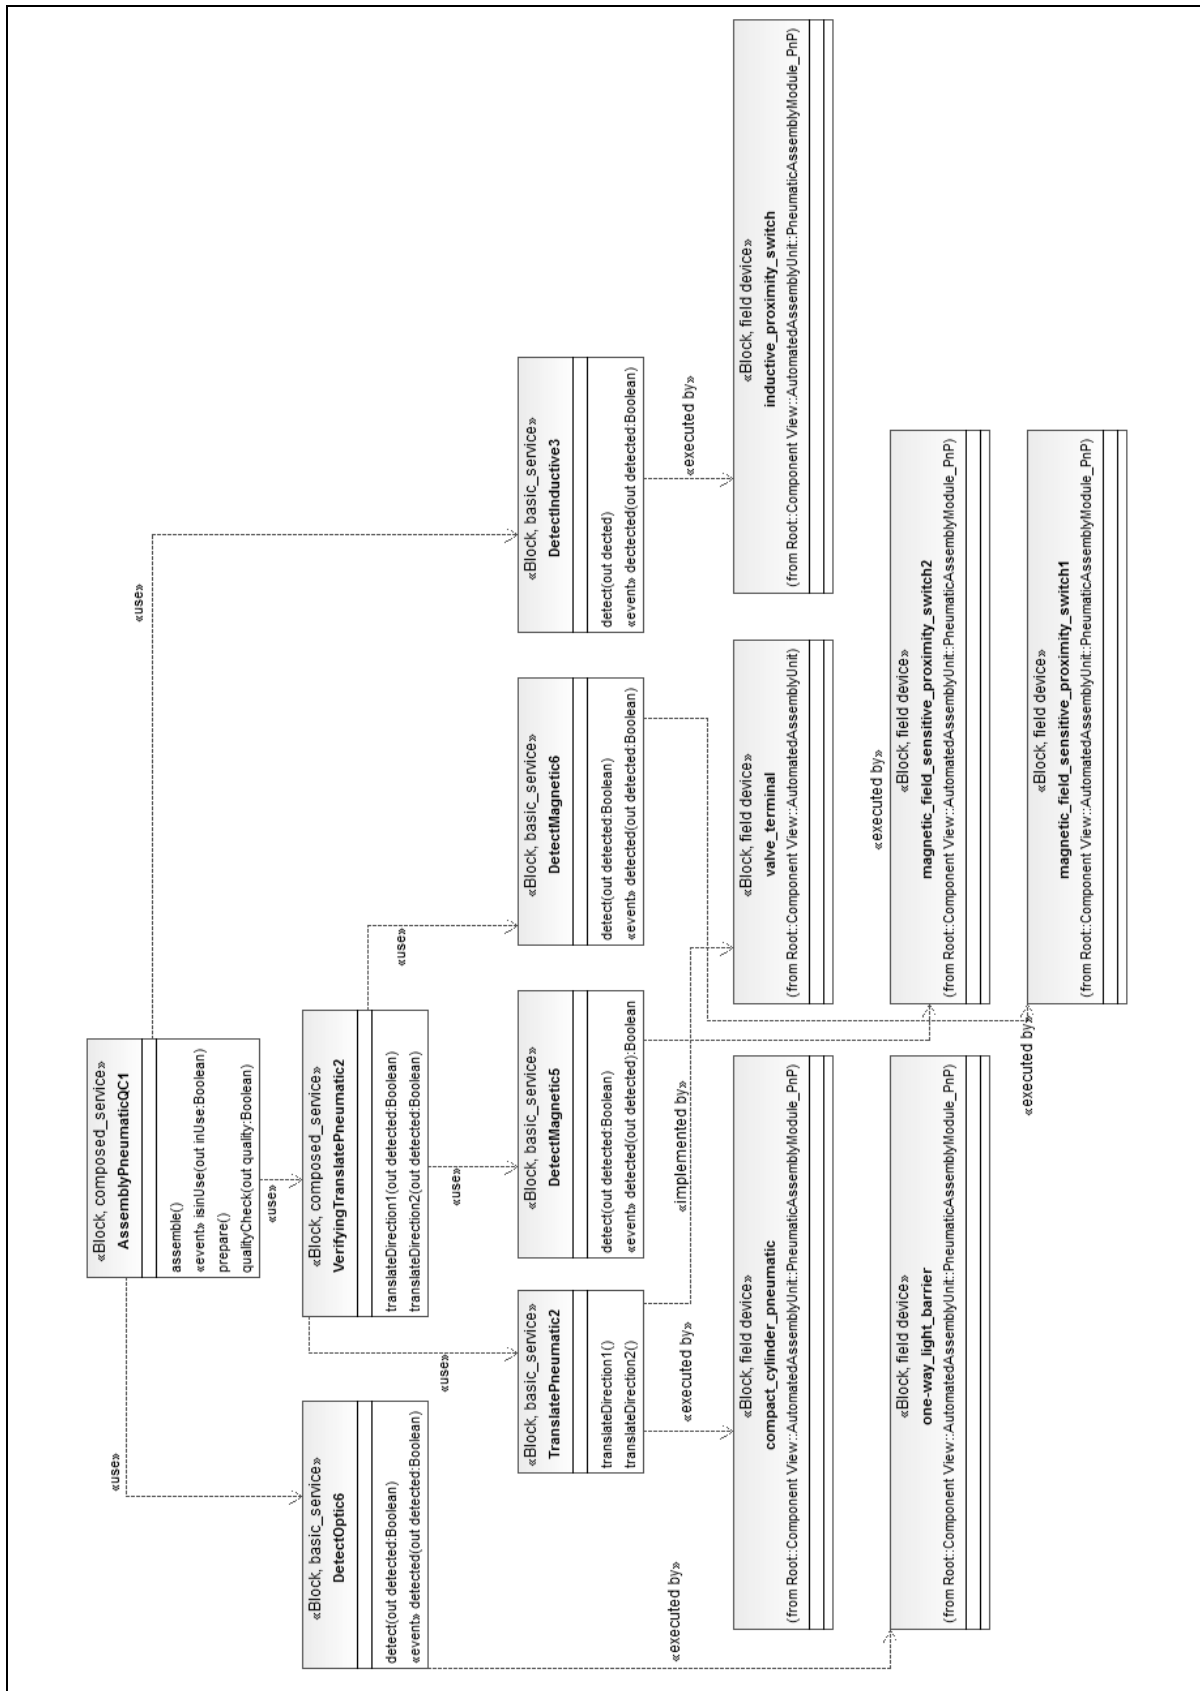 «Block, composed_service»
AssemblyPneumaticQC1
assemble()
«event» isinUse(out inUse:Boolean)
prepare()
qualityCheck(out quality:Boolean)
«use»
«use»
«use»
«Block, basic_service»
DetectOptic6
detect(out detected:Boolean)
«event» detected(out detected:Boolean)
«Block, composed_service»
VerifyingTranslatePneumatic2
translateDirection1(out detected:Boolean)
translateDirection2(out detected:Boolean)
«use»
«use»
«use»
«Block, basic_service»
TranslatePneumatic2
translateDirection1()
translateDirection2()
«Block, basic_service»
DetectMagnetic5
detect(out detected:Boolean)
«event» detected(out detected):Boolean
«Block, basic_service»
DetectMagnetic6
detect(out detected:Boolean)
«event» detected(out detected:Boolean)
«Block, basic_service»
DetectInductive3
detect(out dected)
«event» dectected(out detected:Boolean)
«executed by»
«executed by»
«implemented by»
«executed by»
«Block, field device»
compact_cylinder_pneumatic
(from Root::Component View::AutomatedAssemblyUnit::PneumaticAssemblyModule_PnP)
«Block, field device»
valve_terminal
(from Root::Component View::AutomatedAssemblyUnit)
«Block, field device»
inductive_proximity_switch
(from Root::Component View::AutomatedAssemblyUnit::PneumaticAssemblyModule_PnP)
«executed by»
«Block, field device»
one-way_light_barrier
(from Root::Component View::AutomatedAssemblyUnit::PneumaticAssemblyModule_PnP)
«Block, field device»
magnetic_field_sensitive_proximity_switch2
(from Root::Component View::AutomatedAssemblyUnit::PneumaticAssemblyModule_PnP)
«executed by»
«Block, field device»
magnetic_field_sensitive_proximity_switch1
(from Root::Component View::AutomatedAssemblyUnit::PneumaticAssemblyModule_PnP)